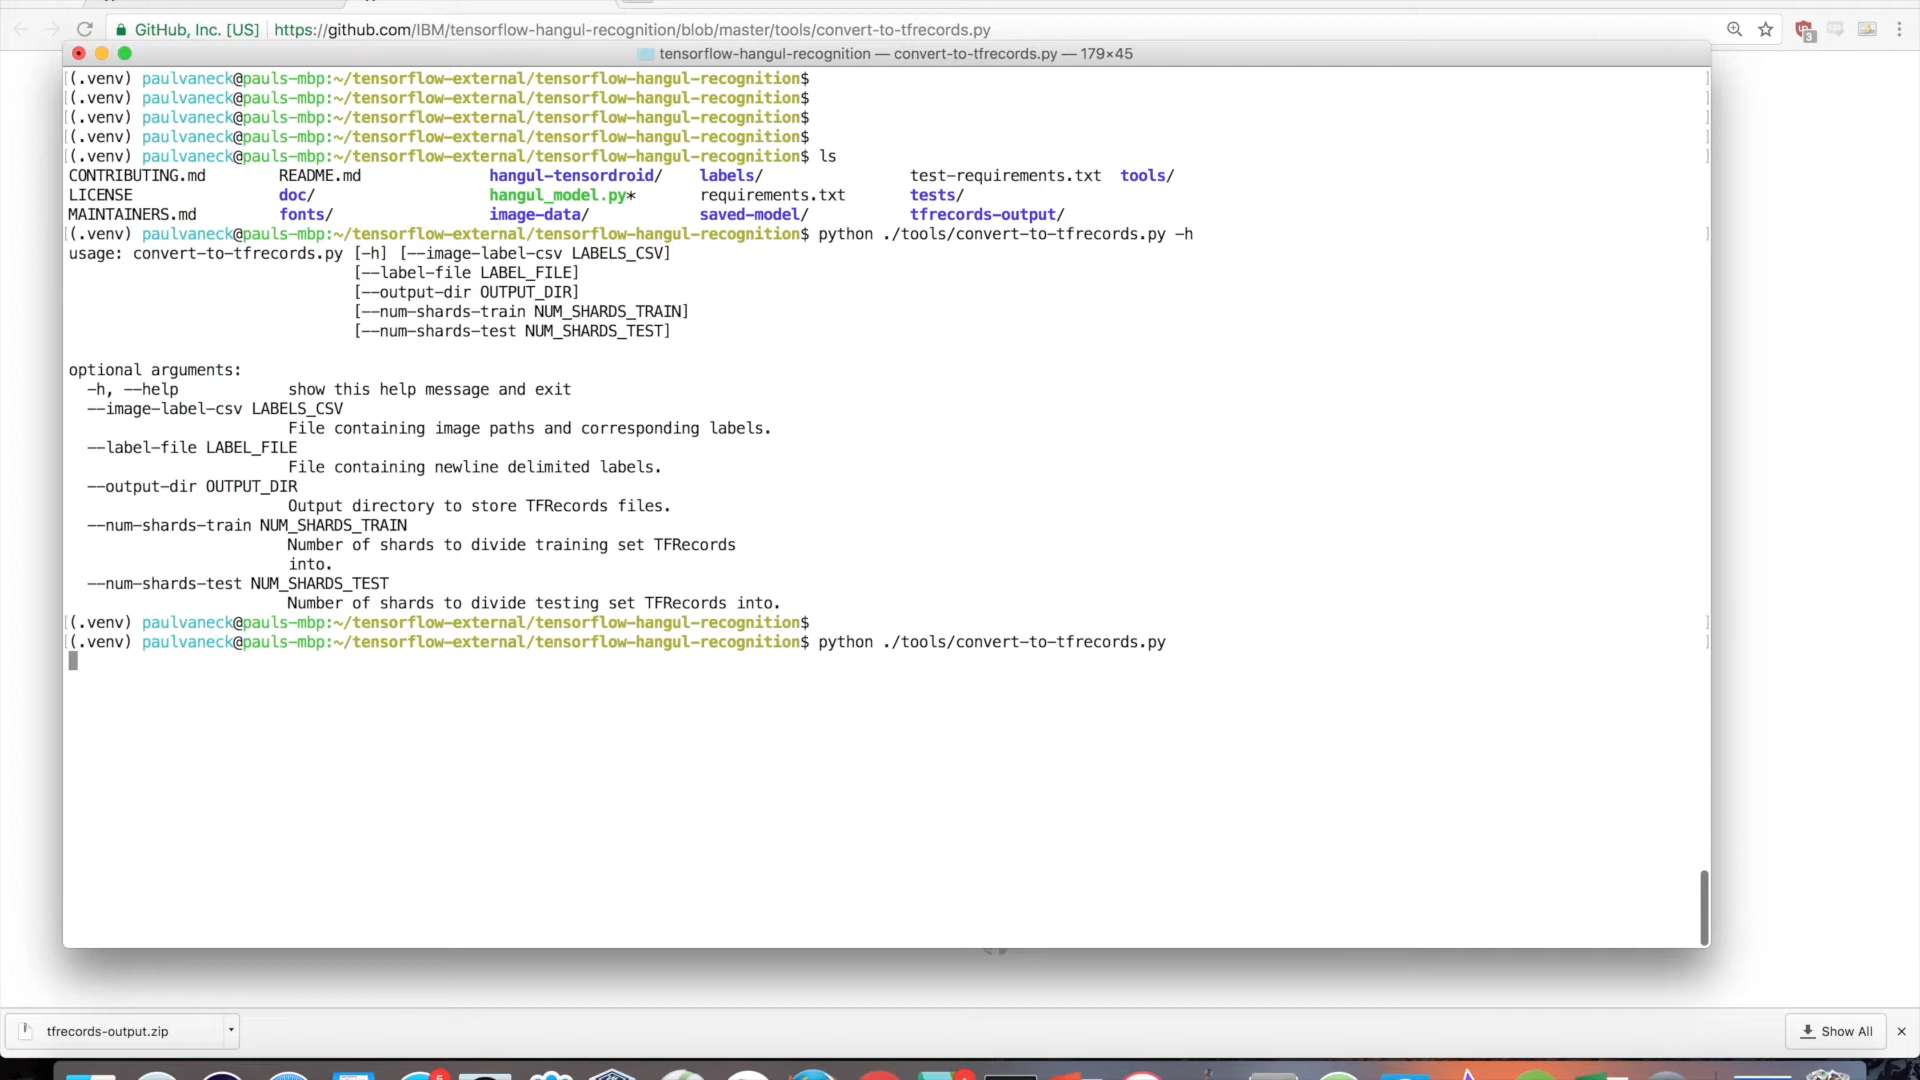 GitHub, Inc. [US] | https://github.com/IBM/tensorflow-hangul-recognition/blob/master/tools/convert-to-tfrecords.py
3
tensorflow-hangul-recognition — convert-to-tfrecords.py — 179×45
[(.venv) paulvaneck@pauls-mbp:~/tensorflow-external/tensorflow-hangul-recognition$ ]
[(.venv) paulvaneck@pauls-mbp:~/tensorflow-external/tensorflow-hangul-recognition$ ]
[(.venv) paulvaneck@pauls-mbp:~/tensorflow-external/tensorflow-hangul-recognition$ ]
[(.venv) paulvaneck@pauls-mbp:~/tensorflow-external/tensorflow-hangul-recognition$ ]
[(.venv) paulvaneck@pauls-mbp:~/tensorflow-external/tensorflow-hangul-recognition$ ls ]
CONTRIBUTING.md README.md hangul-tensordroid/ labels/ test-requirements.txt tools/
LICENSE doc/ hangul_model.py* requirements.txt tests/
MAINTAINERS.md fonts/ image-data/ saved-model/ tfrecords-output/
[(.venv) paulvaneck@pauls-mbp:~/tensorflow-external/tensorflow-hangul-recognition$ python ./tools/convert-to-tfrecords.py -h ]
usage: convert-to-tfrecords.py [-h] [--image-label-csv LABELS_CSV]
[--label-file LABEL_FILE]
[--output-dir OUTPUT_DIR]
[--num-shards-train NUM_SHARDS_TRAIN]
[--num-shards-test NUM_SHARDS_TEST]
optional arguments:
-h, --help show this help message and exit
--image-label-csv LABELS_CSV
File containing image paths and corresponding labels.
--label-file LABEL_FILE
File containing newline delimited labels.
--output-dir OUTPUT_DIR
Output directory to store TFRecords files.
--num-shards-train NUM_SHARDS_TRAIN
Number of shards to divide training set TFRecords
into.
--num-shards-test NUM_SHARDS_TEST
Number of shards to divide testing set TFRecords into.
[(.venv) paulvaneck@pauls-mbp:~/tensorflow-external/tensorflow-hangul-recognition$ ]
[(.venv) paulvaneck@pauls-mbp:~/tensorflow-external/tensorflow-hangul-recognition$ python ./tools/convert-to-tfrecords.py ]
tfrecords-output.zip
Show All
5